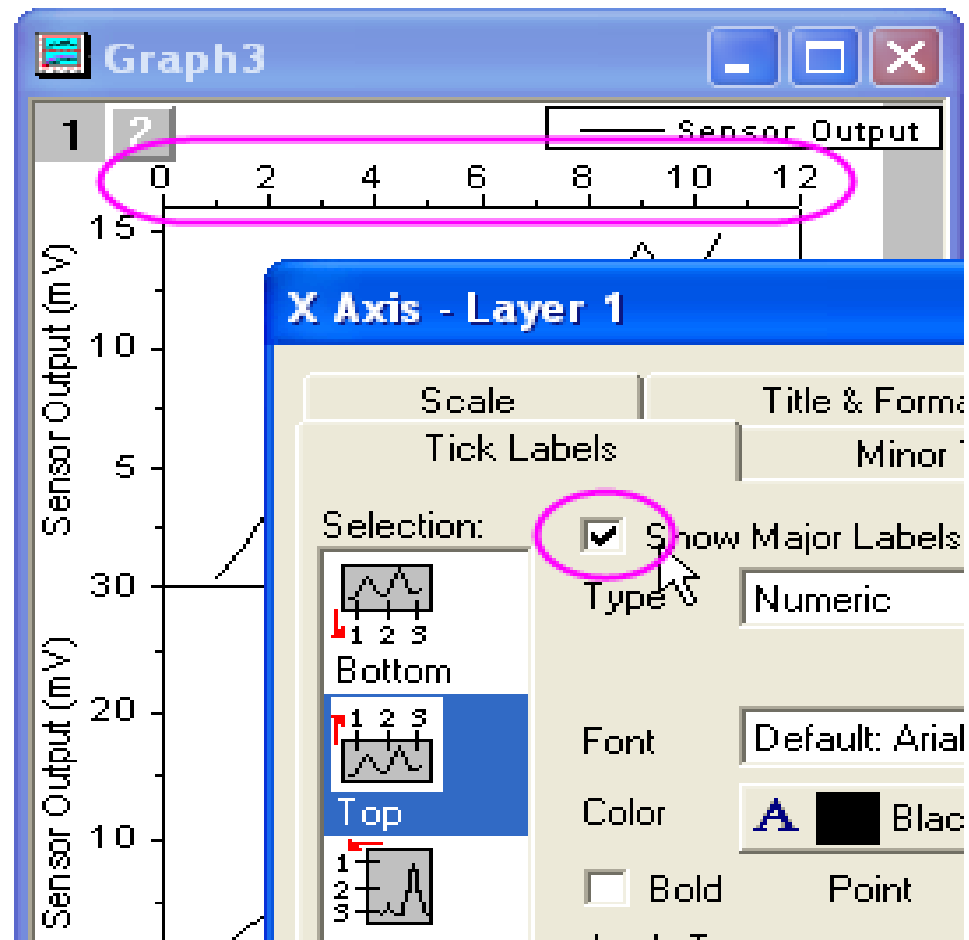 Graph3
1 2
Sensor Output
0 2 4 6 8 10 12
15
10
5
Sensor Output (mV)
30
20
10
Sensor Output (mV)
X Axis - Layer 1
Scale
Title & Forma
Tick Labels
Minor T
Selection:
Show Major Labels
Type
Numeric
1 2 3
Bottom
1 2 3
Top
1
2
3
Font
Default: Arial
Color
A Blac
Bold
Point